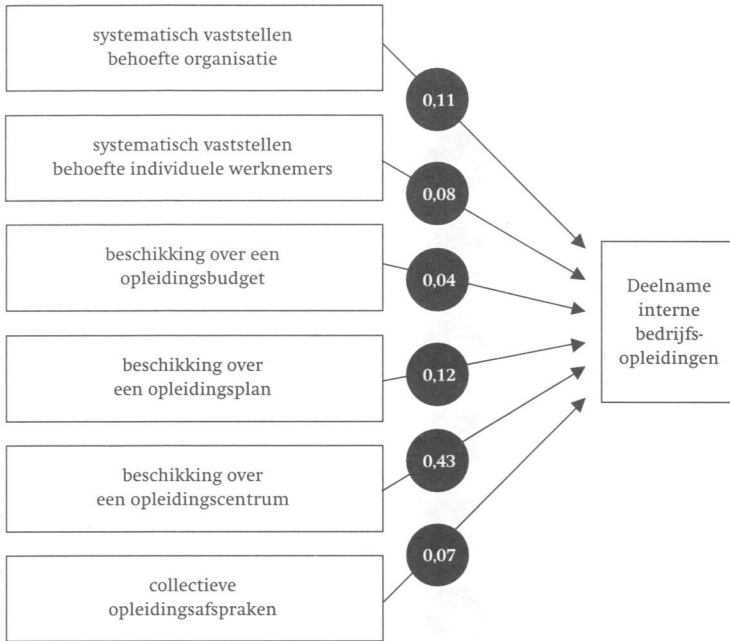 systematisch vaststellen
behoefte organisatie
0,11
systematisch vaststellen
behoefte individuele werknemers
0,08
beschikking over een
opleidingsbudget
0,04
beschikking over
een opleidingsplan
0,12
beschikking over
een opleidingscentrum
0,43
collectieve
opleidingsafspraken
0,07
Deelname
interne
bedrijfs-
opleidingen